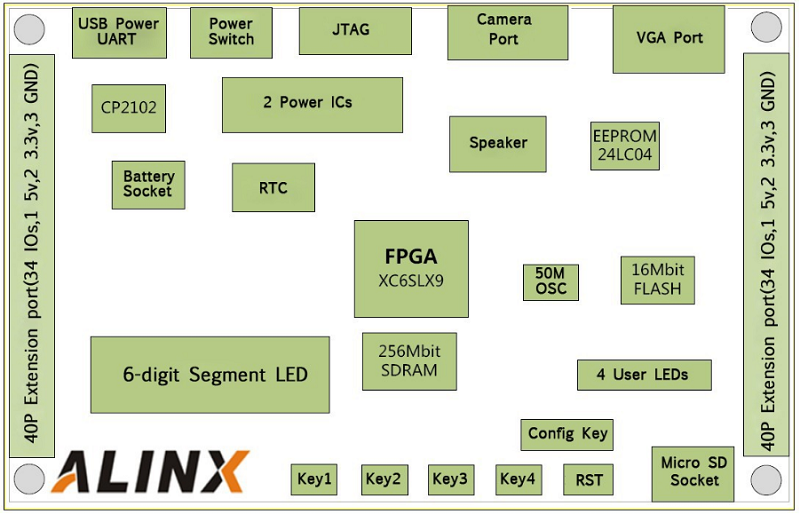 USB Power
UART
Power
Switch
JTAG
Camera
Port
VGA Port
40P Extension port(34 IOs,1 5v,2 3.3v,3 GND)
CP2102
2 Power ICs
Speaker
EEPROM
24LC04
40P Extension port(34 IOs,1 5v,2 3.3v,3 GND)
Battery
Socket
RTC
FPGA
XC6SLX9
50M
OSC
16Mbit
FLASH
6-digit Segment LED
256Mbit
SDRAM
4 User LEDs
Config Key
ALINX
Key1
Key2
Key3
Key4
RST
Micro SD
Socket